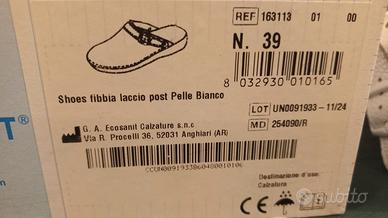 REF 163113 01 00
N. 39
8 032930 010165
Shoes fibbia laccio post Pelle Bianco
LOT UN0091933 - 11/24
MD 254090/R
G. A. Ecosanit Calzature s.n.c
Via R. Procelli 36, 52031 Anghiari (AR)
Destinazione d'uso:
Calzatura
CE
T
subito